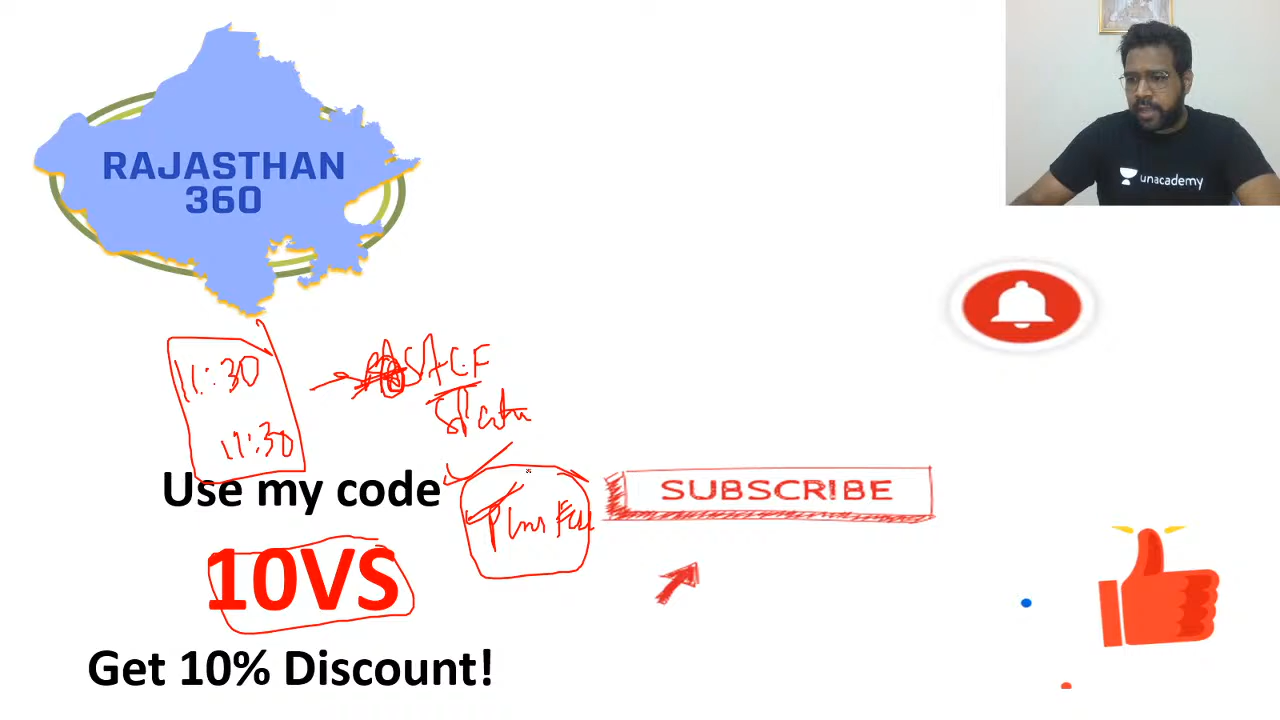 RAJASTHAN
360
unacademy
11:30
11:30
Use my code
10VS
Get 10% Discount!
SUBSCRIBE